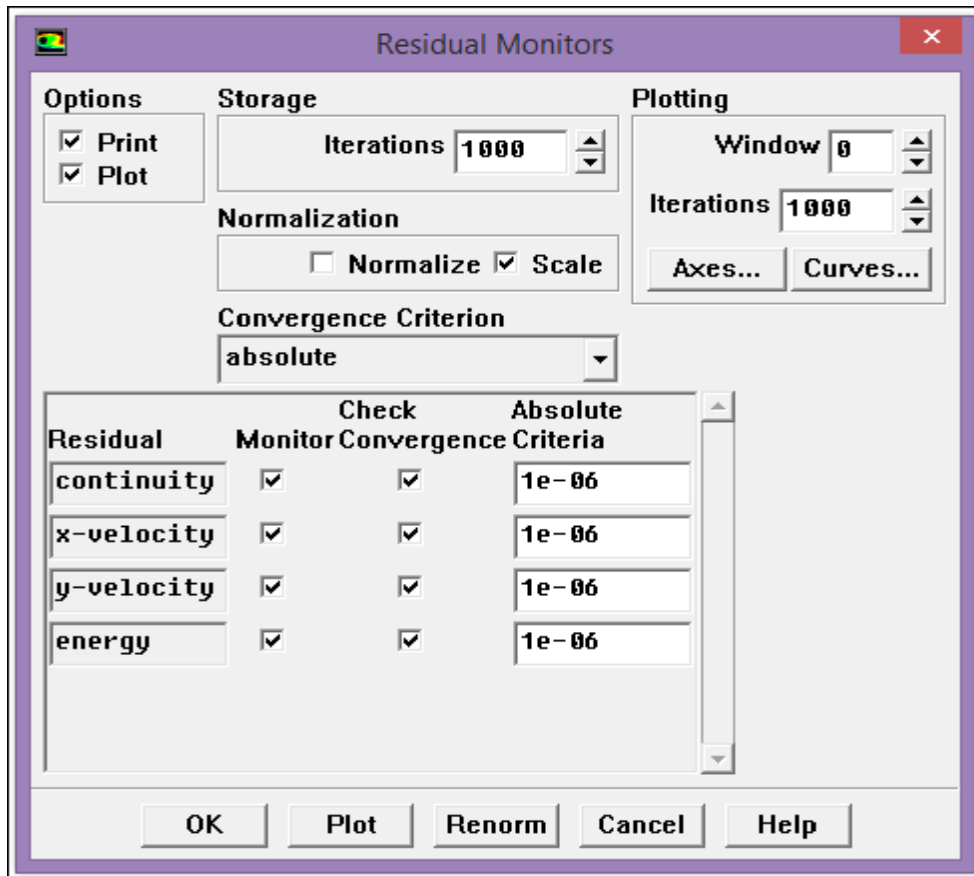 Residual Monitors
Options
Storage
Plotting
Print
Plot
Iterations 1000
Window 0
Iterations 1000
Axes... Curves...
Normalization
Normalize Scale
Convergence Criterion
absolute
Check Absolute
Residual Monitor Convergence Criteria
continuity 1e-06
x-velocity 1e-06
y-velocity 1e-06
energy 1e-06
OK Plot Renorm Cancel Help